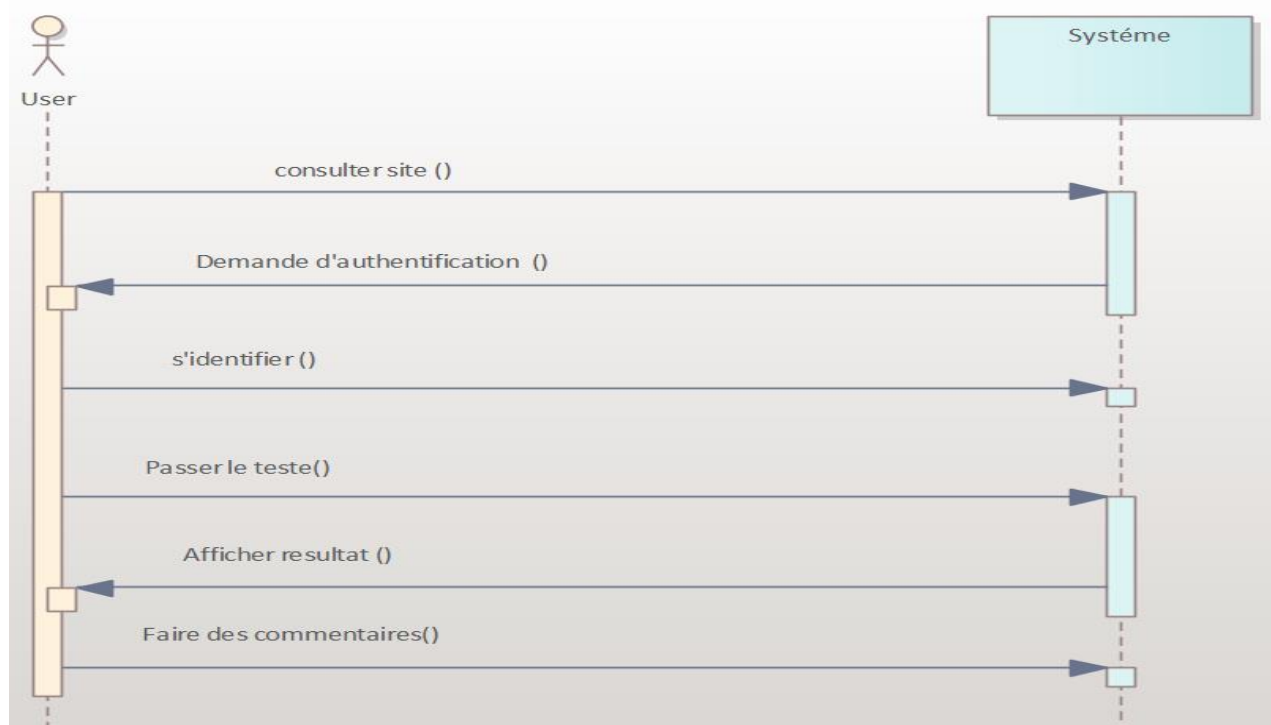 Systéme
User
consulter site ()
Demande d'authentification ()
s'identifier ()
Passer le teste()
Afficher resultat ()
Faire des commentaires()